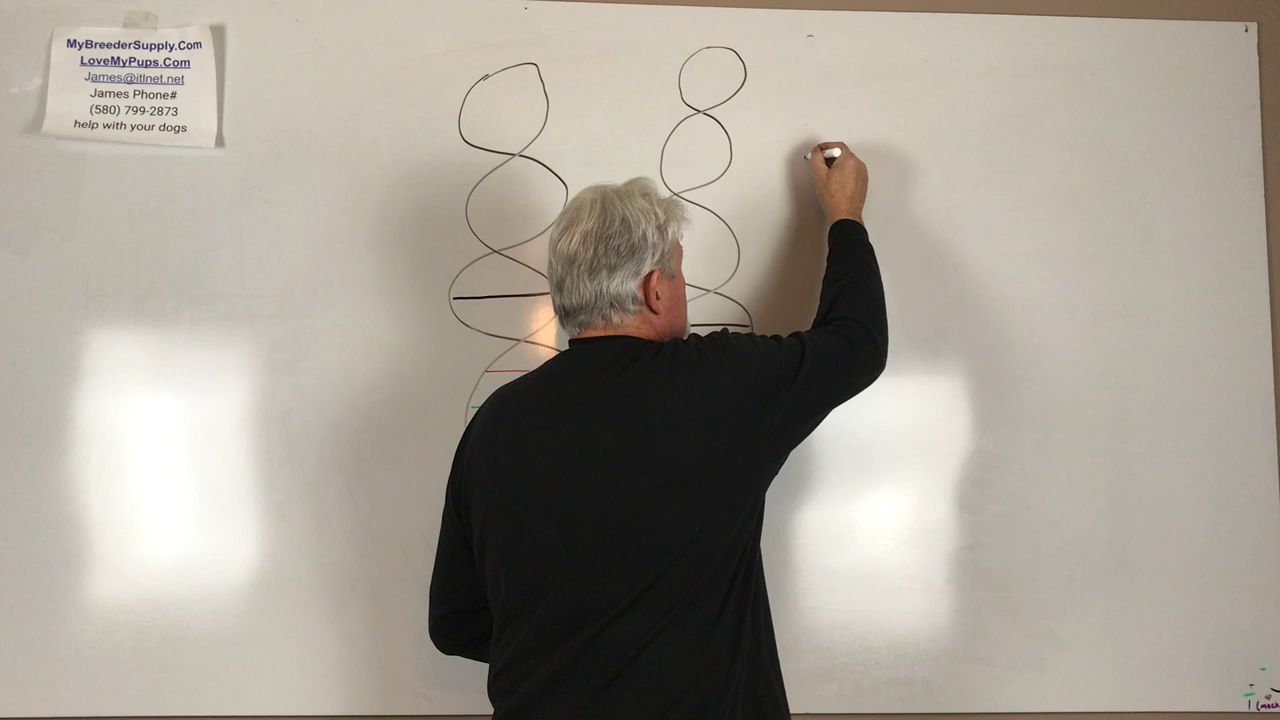 MyBreederSupply.Com
LoveMyPups.Com
James@itlnet.net
James Phone#
(580) 799-2873
help with your dogs